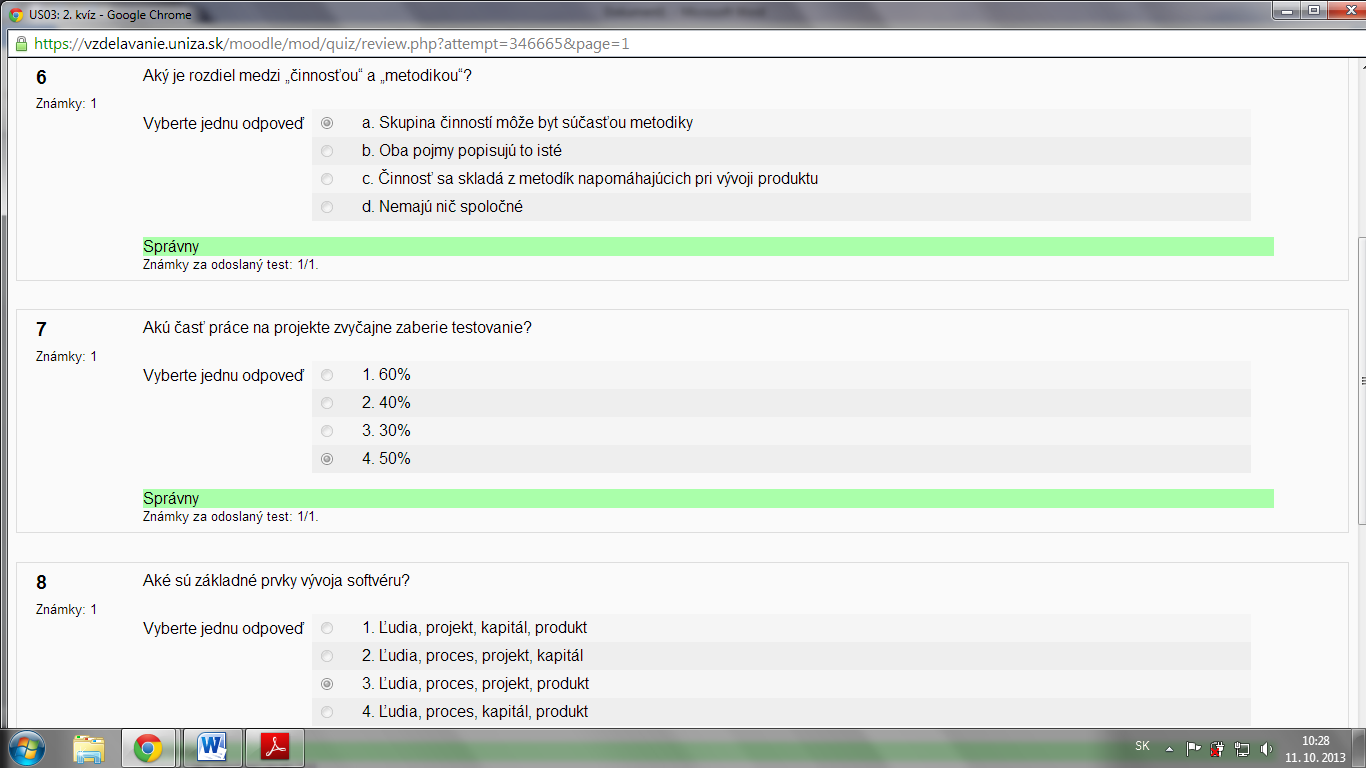 US03: 2. kvíz - Google Chrome
https://vzdelavanie.uniza.sk/moodle/mod/quiz/review.php?attempt=346665&page=1
6
Známky: 1
Aký je rozdiel medzi „činnosťou“ a „metodikou“?
Vyberte jednu odpoveď
a. Skupina činností môže byt súčasťou metodiky
b. Oba pojmy popisujú to isté
c. Činnosť sa skladá z metodík napomáhajúcich pri vývoji produktu
d. Nemajú nič spoločné
Správny
Známky za odoslaný test: 1/1.
7
Známky: 1
Akú časť práce na projekte zvyčajne zaberie testovanie?
Vyberte jednu odpoveď
1. 60%
2. 40%
3. 30%
4. 50%
Správny
Známky za odoslaný test: 1/1.
8
Známky: 1
Aké sú základné prvky vývoja softvéru?
Vyberte jednu odpoveď
1. Ľudia, projekt, kapitál, produkt
2. Ľudia, proces, projekt, kapitál
3. Ľudia, proces, projekt, produkt
4. Ľudia, proces, kapitál, produkt
SK
10:28
11. 10. 2013